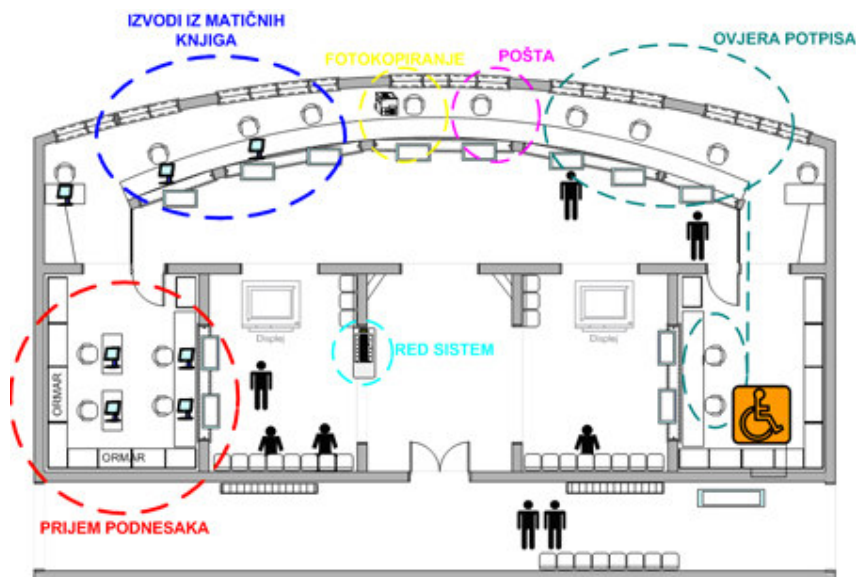 IZVODI IZ MATIČNIH
KNJIGA
FOTOKOPIRANJE
POŠTA
OVJERA POTPISA
Displej
Displej
RED SISTEM
ORMAR
ORMAR
PRIJEM PODNESAKA